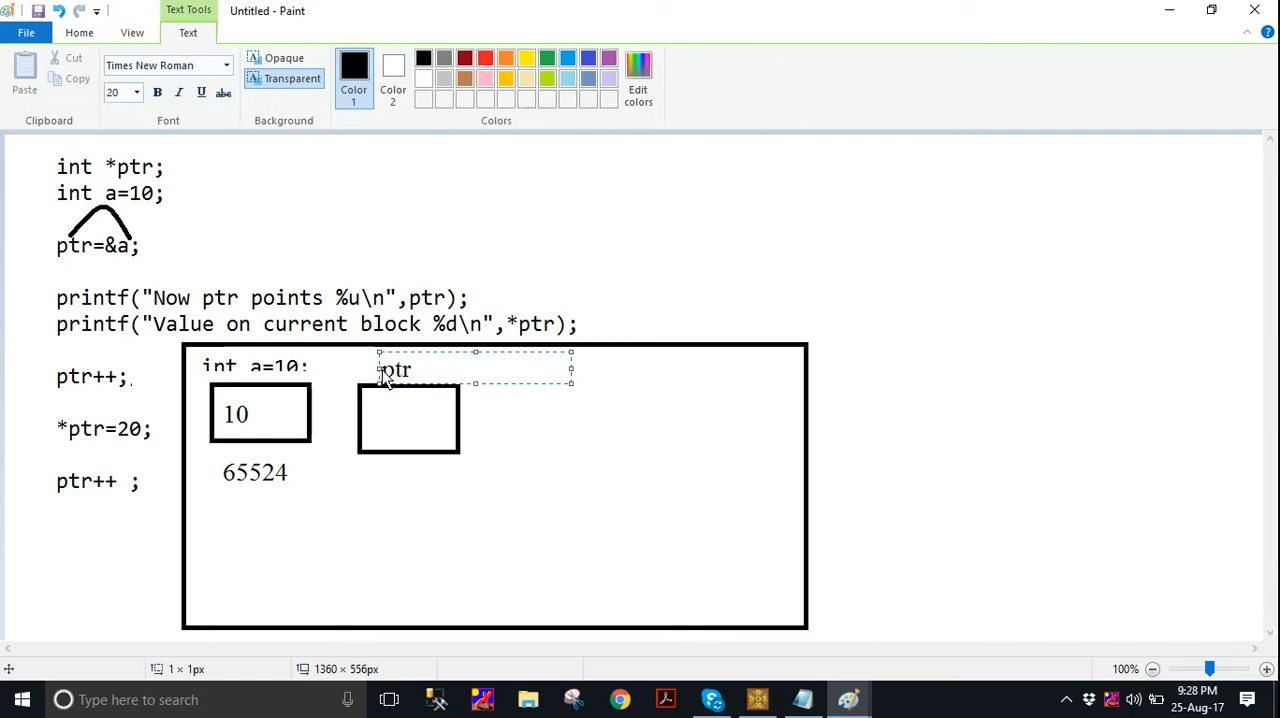 Text Tools
Untitled - Paint
File
Home
View
Text
Paste
Cut
Copy
Clipboard
Times New Roman
20
B I U abc
Font
Opaque
Transparent
Background
Color 1
Color 2
Edit colors
Colors
int *ptr;
int a=10;
ptr=&a;
printf("Now ptr points %u\n",ptr);
printf("Value on current block %d\n",*ptr);
int a=10;
ptr
ptr++;
10
*ptr=20;
65524
ptr++ ;
1 × 1px
1360 × 556px
100%
Type here to search
DOS
9:28 PM
25-Aug-17